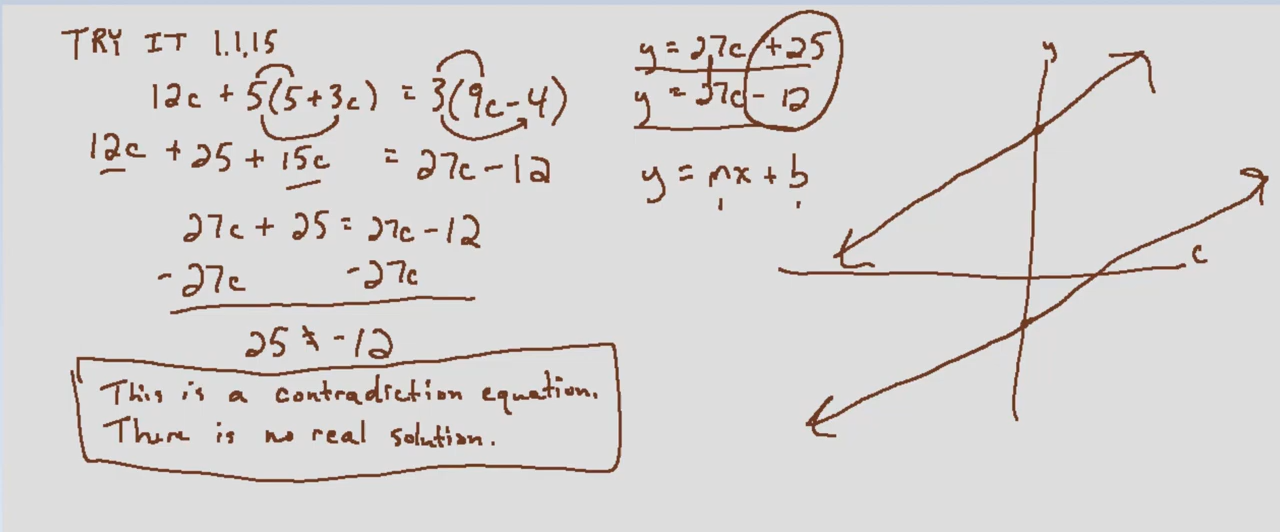 TRY IT 1.1.15
12c + 5(5+3c) = 3(9c-4)
12c + 25 + 15c = 27c - 12
27c + 25 = 27c - 12
-27c -27c
25 ≠ -12
This is a contradiction equation.
There is no real solution.
y = 27c + 25
y = 27c - 12
y = mx + b
y
c